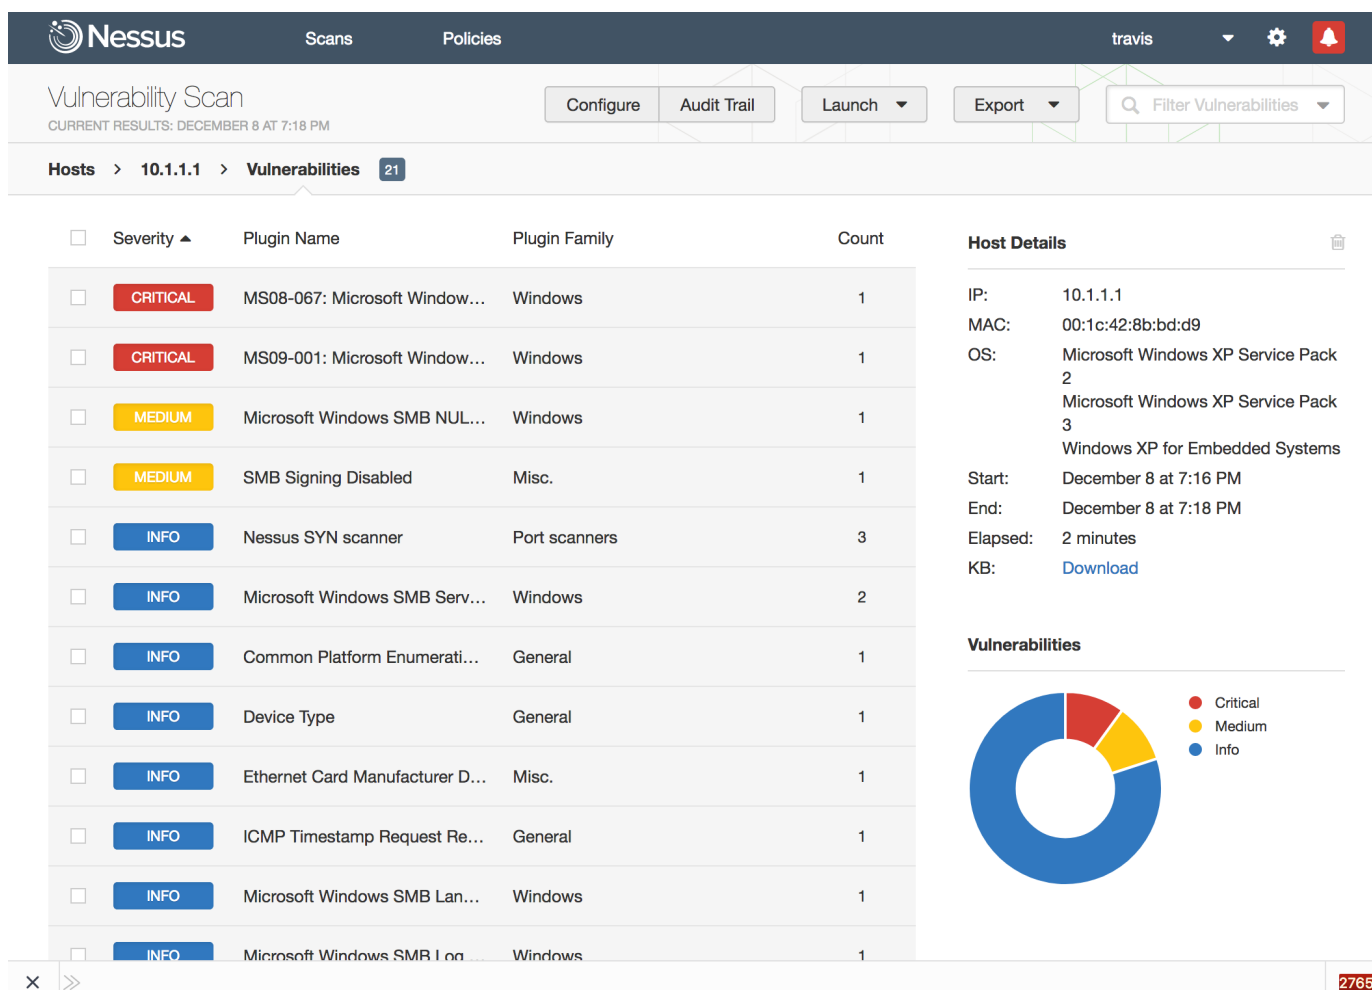 Nessus Scans Policies travis
Vulnerability Scan
CURRENT RESULTS: DECEMBER 8 AT 7:18 PM
Configure Audit Trail Launch Export Filter Vulnerabilities
Hosts > 10.1.1.1 > Vulnerabilities 21
Severity Plugin Name Plugin Family Count
CRITICAL MS08-067: Microsoft Window... Windows 1
CRITICAL MS09-001: Microsoft Window... Windows 1
MEDIUM Microsoft Windows SMB NUL... Windows 1
MEDIUM SMB Signing Disabled Misc. 1
INFO Nessus SYN scanner Port scanners 3
INFO Microsoft Windows SMB Serv... Windows 2
INFO Common Platform Enumerati... General 1
INFO Device Type General 1
INFO Ethernet Card Manufacturer D... Misc. 1
INFO ICMP Timestamp Request Re... General 1
INFO Microsoft Windows SMB Lan... Windows 1
INFO Microsoft Windows SMB Log ... Windows 1
Host Details
IP: 10.1.1.1
MAC: 00:1c:42:8b:bd:d9
OS: Microsoft Windows XP Service Pack
2
Microsoft Windows XP Service Pack
3
Windows XP for Embedded Systems
Start: December 8 at 7:16 PM
End: December 8 at 7:18 PM
Elapsed: 2 minutes
KB: Download
Vulnerabilities
Critical
Medium
Info
2765